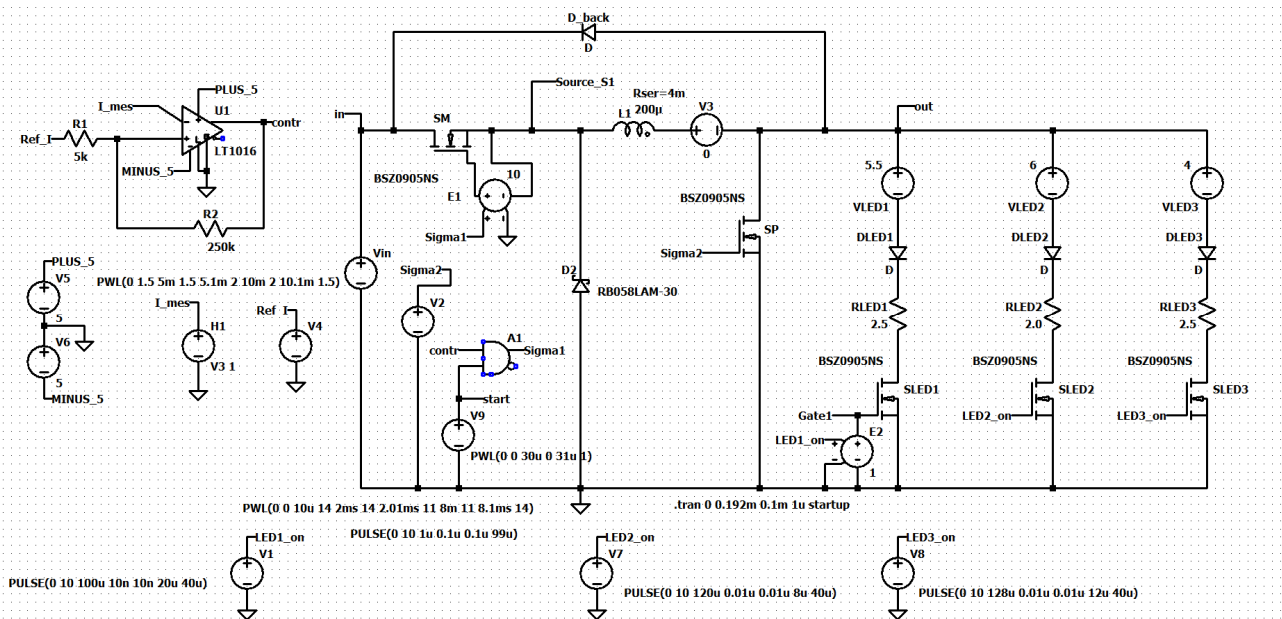 D_back
D
Source_S1
PLUS_5
Rser=4m
I_mes
U1
L1
200µ
V3
out
in
SM
Ref_I
R1
contr
5k
LT1016
0
5.5
6
4
MINUS_5
BSZ0905NS
10
BSZ0905NS
E1
VLED1
VLED2
VLED3
R2
250k
Sigma1
SP
DLED1
DLED2
DLED3
Vin
Sigma2
D
D
D
PLUS_5
Sigma2
D2
V5
PWL(0 1.5 5m 1.5 5.1m 2 10m 2 10.1m 1.5)
RB058LAM-30
I_mes
Ref I
V2
RLED1
RLED2
RLED3
5
H1
V4
2.5
2.0
2.5
V6
contr
A1
Sigma1
V3 1
BSZ0905NS
BSZ0905NS
BSZ0905NS
5
MINUS_5
start
SLED1
SLED2
SLED3
V9
Gate1
LED2_on
LED3_on
E2
LED1_on
PWL(0 0 30u 0 31u 1)
1
PWL(0 0 10u 14 2ms 14 2.01ms 11 8m 11 8.1ms 14)
.tran 0 0.192m 0.1m 1u startup
PULSE(0 10 1u 0.1u 0.1u 99u)
LED1_on
LED2_on
LED3_on
V1
V7
V8
PULSE(0 10 100u 10n 10n 20u 40u)
PULSE(0 10 120u 0.01u 0.01u 8u 40u)
PULSE(0 10 128u 0.01u 0.01u 12u 40u)